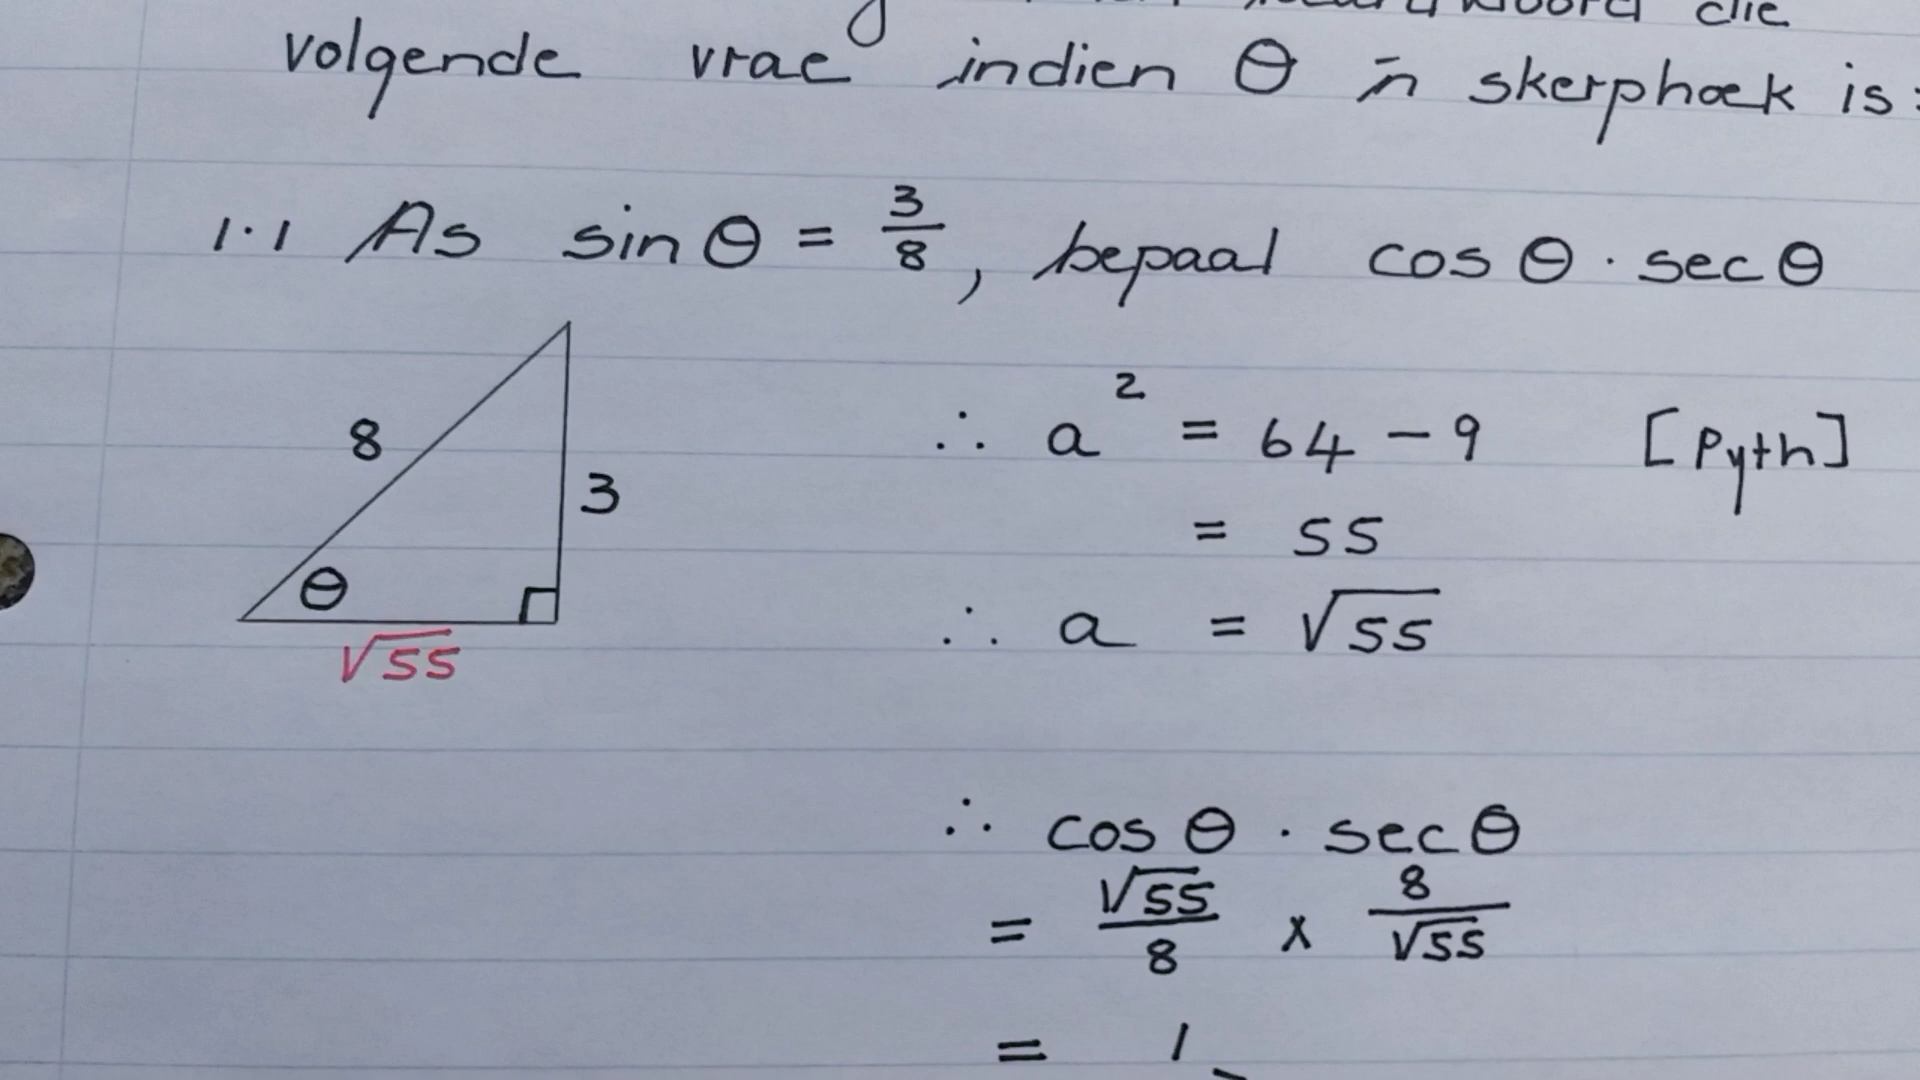 die
volgende vrae indien θ 'n skerphoek is:
1.1 As sin θ = 3/8, bepaal cos θ · sec θ
8
3
θ
√55
∴ a² = 64 - 9 [Pyth]
= 55
∴ a = √55
∴ cos θ · sec θ
= √55/8 × 8/√55
= 1